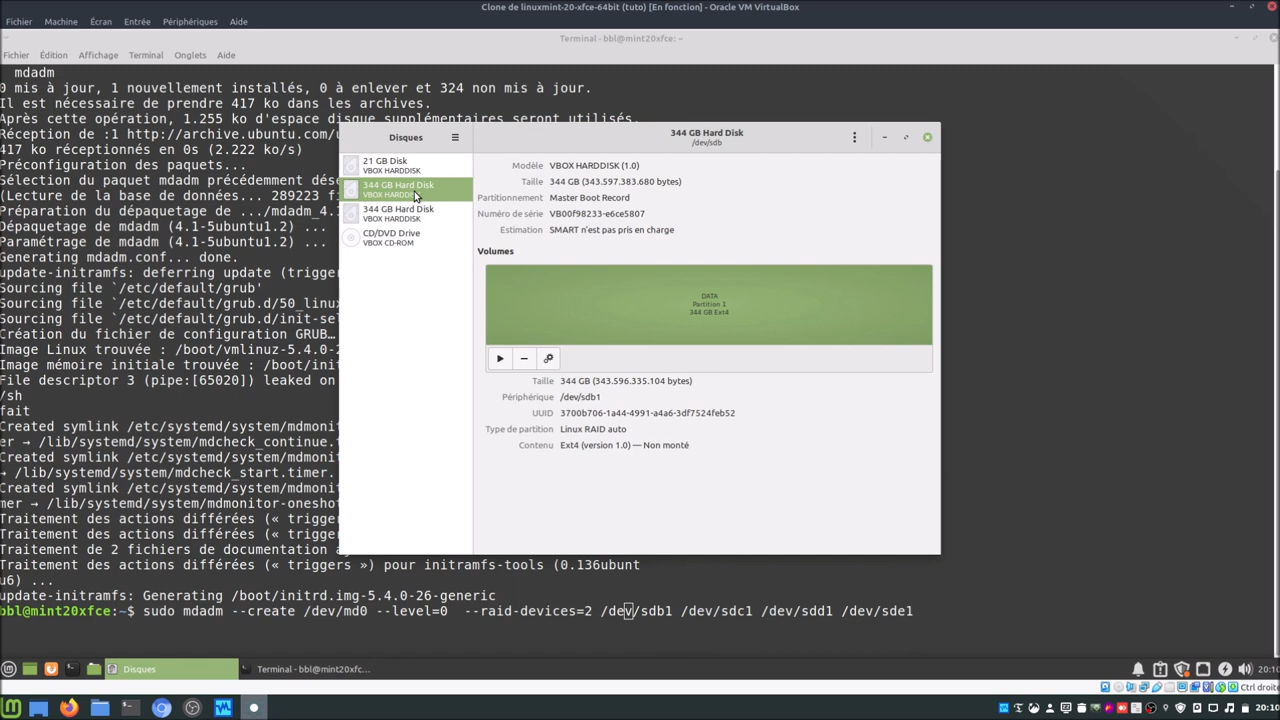 Clone de linuxmint-20-xfce-64bit (tuto) [En fonction] - Oracle VM VirtualBox
Fichier Machine Écran Entrée Périphériques Aide
Terminal - bbl@mint20xfce: ~
Fichier Édition Affichage Terminal Onglets Aide
mdadm
0 mis à jour, 1 nouvellement installés, 0 à enlever et 324 non mis à jour.
Il est nécessaire de prendre 417 ko dans les archives.
Après cette opération, 1.255 ko d'espace disque supplémentaires seront utilisés.
Réception de :1 http://archive.ubuntu.com/u
417 ko réceptionnés en 0s (2.222 ko/s)
Préconfiguration des paquets...
Sélection du paquet mdadm précédemment dése
(Lecture de la base de données... 289223 fi
Préparation du dépaquetage de .../mdadm_4.1
Dépaquetage de mdadm (4.1-5ubuntu1.2) ...
Paramétrage de mdadm (4.1-5ubuntu1.2) ...
Generating mdadm.conf... done.
update-initramfs: deferring update (trigger
Sourcing file `/etc/default/grub'
Sourcing file `/etc/default/grub.d/50_linux
Sourcing file `/etc/default/grub.d/init-sel
Création du fichier de configuration GRUB…
Image Linux trouvée : /boot/vmlinuz-5.4.0-2
Image mémoire initiale trouvée : /boot/init
File descriptor 3 (pipe:[65020]) leaked on
/sh
fait
Created symlink /etc/systemd/system/mdmonit
er → /lib/systemd/system/mdcheck_continue.t
Created symlink /etc/systemd/system/mdmonit
→ /lib/systemd/system/mdcheck_start.timer.
Created symlink /etc/systemd/system/mdmonit
mer → /lib/systemd/system/mdmonitor-oneshot
Traitement des actions différées (« trigger
Traitement des actions différées (« trigger
Traitement de 2 fichiers de documentation a
Traitement des actions différées (« triggers ») pour initramfs-tools (0.136ubunt
u6) ...
update-initramfs: Generating /boot/initrd.img-5.4.0-26-generic
bbl@mint20xfce:~$ sudo mdadm --create /dev/md0 --level=0  --raid-devices=2 /dev/sdb1 /dev/sdc1 /dev/sdd1 /dev/sde1
Disques
344 GB Hard Disk
/dev/sdb
21 GB Disk
VBOX HARDDISK
344 GB Hard Disk
VBOX HARDDISK
344 GB Hard Disk
VBOX HARDDISK
CD/DVD Drive
VBOX CD-ROM
Modèle VBOX HARDDISK (1.0)
Taille 344 GB (343.597.383.680 bytes)
Partitionnement Master Boot Record
Numéro de série VB00f98233-e6ce5807
Estimation SMART n'est pas pris en charge
Volumes
DATA
Partition 1
344 GB Ext4
Taille 344 GB (343.596.335.104 bytes)
Périphérique /dev/sdb1
UUID 3700b706-1a44-4991-a4a6-3df7524feb52
Type de partition Linux RAID auto
Contenu Ext4 (version 1.0) — Non monté
Disques Terminal - bbl@mint20xfc... 20:10
Ctrl droite
20:10